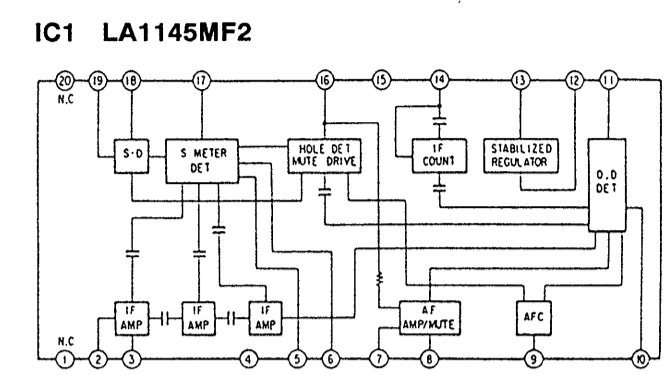 IC1 LA1145MF2
20 19 18 17 16 15 14 13 12 11
N.C
S-D
S METER
DET
HOLE DET
MUTE DRIVE
IF
COUNT
STABILIZED
REGULATOR
Q.D
DET
IF
AMP
IF
AMP
IF
AMP
AF
AMP/MUTE
AFC
N.C
1 2 3 4 5 6 7 8 9 10